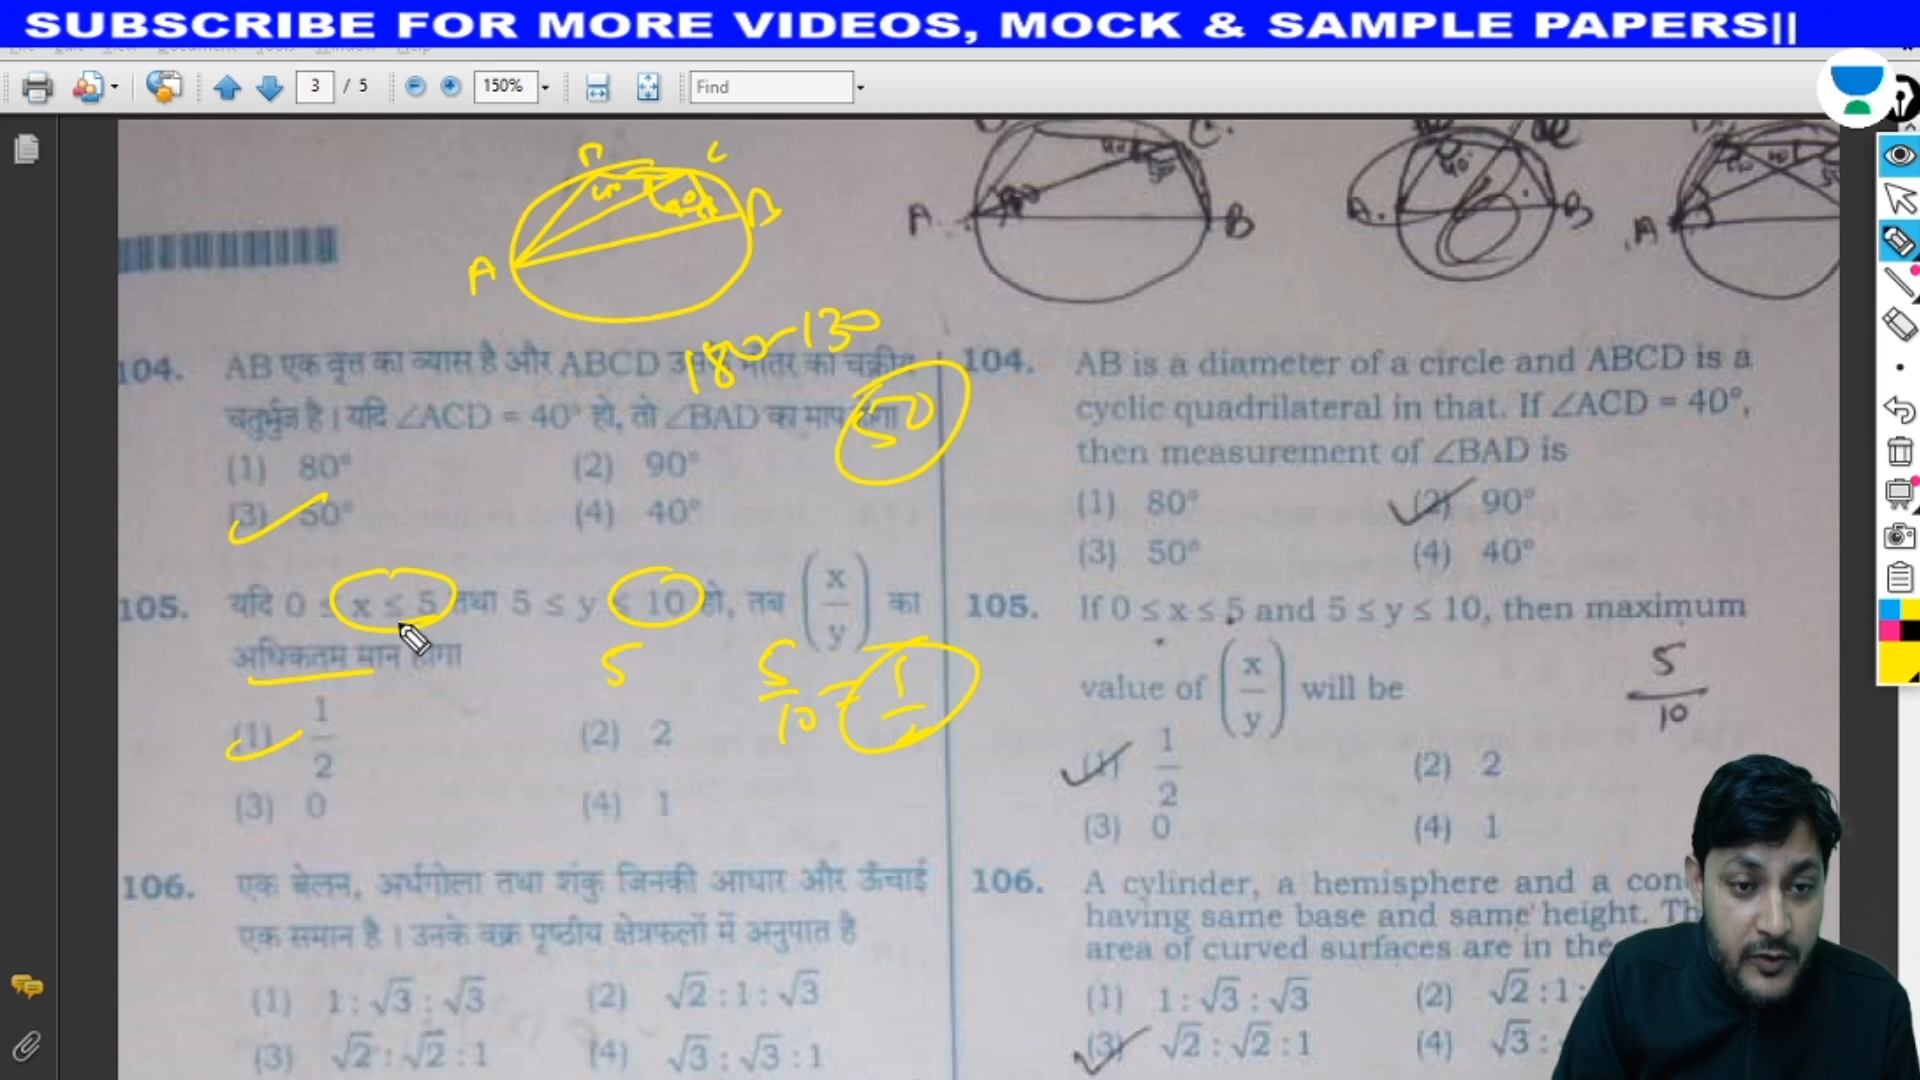 SUBSCRIBE FOR MORE VIDEOS, MOCK & SAMPLE PAPERS||
3 / 5
150%
Find
A
180-130
50
A B
A. B
A
104. AB एक वृत्त का व्यास है और ABCD उसके भीतर का चक्रीय
चतुर्भुज है । यदि ∠ACD = 40° हो, तो ∠BAD का माप होगा
(1) 80° (2) 90°
(3) 50° (4) 40°
105. यदि 0 ≤ x ≤ 5 तथा 5 ≤ y ≤ 10 हो, तब (x/y) का
अधिकतम मान होगा
5
5/10 =
(1) 1/2 (2) 2
(3) 0 (4) 1
106. एक बेलन, अर्धगोला तथा शंकु जिनकी आधार और ऊँचाई
एक समान है । उनके वक्र पृष्ठीय क्षेत्रफलों में अनुपात है
(1) 1 : √3 : √3 (2) √2 : 1 : √3
(3) √2 : √2 : 1 (4) √3 : √3 : 1
104. AB is a diameter of a circle and ABCD is a
cyclic quadrilateral in that. If ∠ACD = 40°,
then measurement of ∠BAD is
(1) 80° (2) 90°
(3) 50° (4) 40°
105. If 0 ≤ x ≤ 5 and 5 ≤ y ≤ 10, then maximum
value of (x/y) will be
5/10
(1) 1/2 (2) 2
(3) 0 (4) 1
106. A cylinder, a hemisphere and a
having same base and same height.
area of curved surfaces are in the
(1) 1 : √3 : √3 (2) √2 : 1 :
(3) √2 : √2 : 1 (4) √3 :